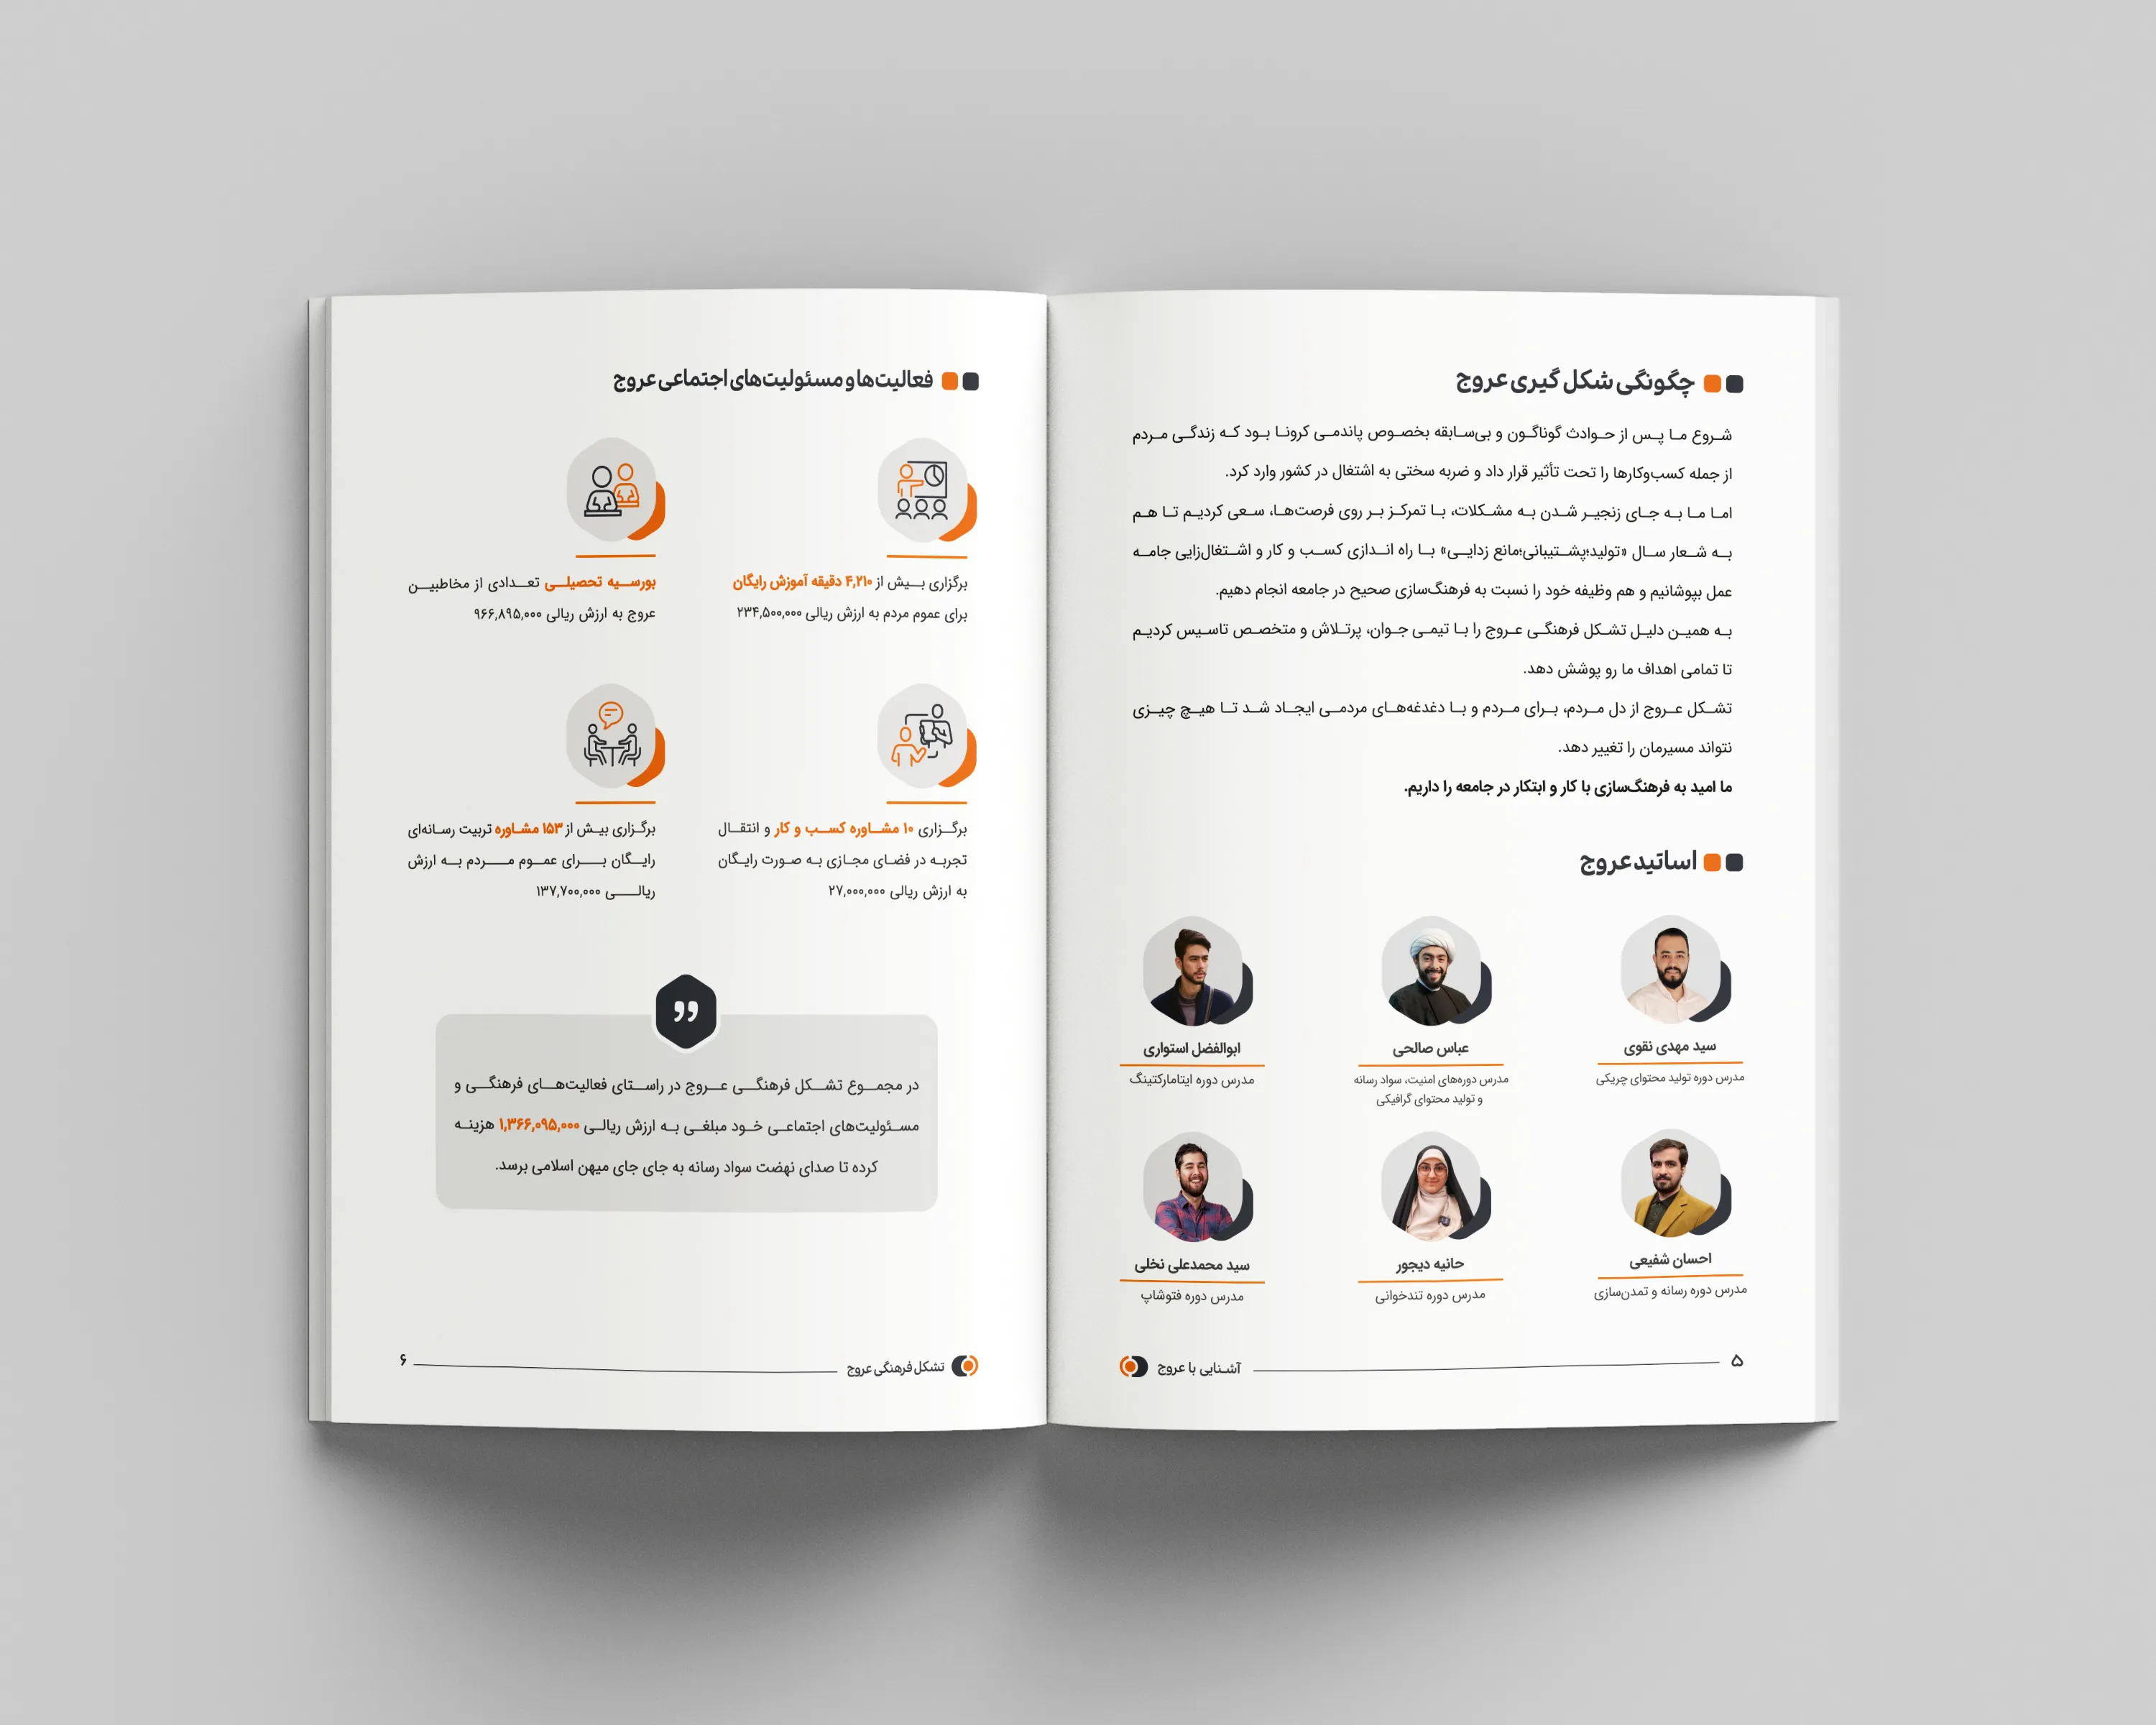 چگونگی شکل گیری عروج
شروع ما پس از حوادث گوناگون و بی‌سابقه بخصوص پاندمی کرونا بود که زندگی مردم
از جمله کسب‌وکارها را تحت تأثیر قرار داد و ضربه سختی به اشتغال در کشور وارد کرد.
اما ما به جای زنجیر شدن به مشکلات، با تمرکز بر روی فرصت‌ها، سعی کردیم تا هم
به شعار سال «تولید؛پشتیبانی؛مانع زدایی» با راه اندازی کسب و کار و اشتغال‌زایی جامه
عمل بپوشانیم و هم وظیفه خود را نسبت به فرهنگ‌سازی صحیح در جامعه انجام دهیم.
به همین دلیل تشکل فرهنگی عروج را با تیمی جوان، پرتلاش و متخصص تاسیس کردیم
تا تمامی اهداف ما رو پوشش دهد.
تشکل عروج از دل مردم، برای مردم و با دغدغه‌های مردمی ایجاد شد تا هیچ چیزی
نتواند مسیرمان را تغییر دهد.
ما امید به فرهنگ‌سازی با کار و ابتکار در جامعه را داریم.
اساتید عروج
سید مهدی نقوی
مدرس دوره تولید محتوای چریکی
عباس صالحی
مدرس دوره‌های امنیت، سواد رسانه
و تولید محتوای گرافیکی
ابوالفضل استواری
مدرس دوره ایتامارکتینگ
احسان شفیعی
مدرس دوره رسانه و تمدن‌سازی
حانیه دیجور
مدرس دوره تندخوانی
سید محمدعلی نخلی
مدرس دوره فتوشاپ
۵
آشنایی با عروج
فعالیت‌ها و مسئولیت‌های اجتماعی عروج
برگزاری بیش از ۴,۲۱۰ دقیقه آموزش رایگان
برای عموم مردم به ارزش ریالی ۲۳۴,۵۰۰,۰۰۰
بورسیه تحصیلی تعدادی از مخاطبین
عروج به ارزش ریالی ۹۶۶,۸۹۵,۰۰۰
برگزاری ۱۰ مشاوره کسب و کار و انتقال
تجربه در فضای مجازی به صورت رایگان
به ارزش ریالی ۲۷,۰۰۰,۰۰۰
برگزاری بیش از ۱۵۳ مشاوره تربیت رسانه‌ای
رایگان برای عموم مردم به ارزش
ریالی ۱۳۷,۷۰۰,۰۰۰
در مجموع تشکل فرهنگی عروج در راستای فعالیت‌های فرهنگی و
مسئولیت‌های اجتماعی خود مبلغی به ارزش ریالی ۱,۳۶۶,۰۹۵,۰۰۰ هزینه
کرده تا صدای نهضت سواد رسانه به جای جای میهن اسلامی برسد.
تشکل فرهنگی عروج
۶